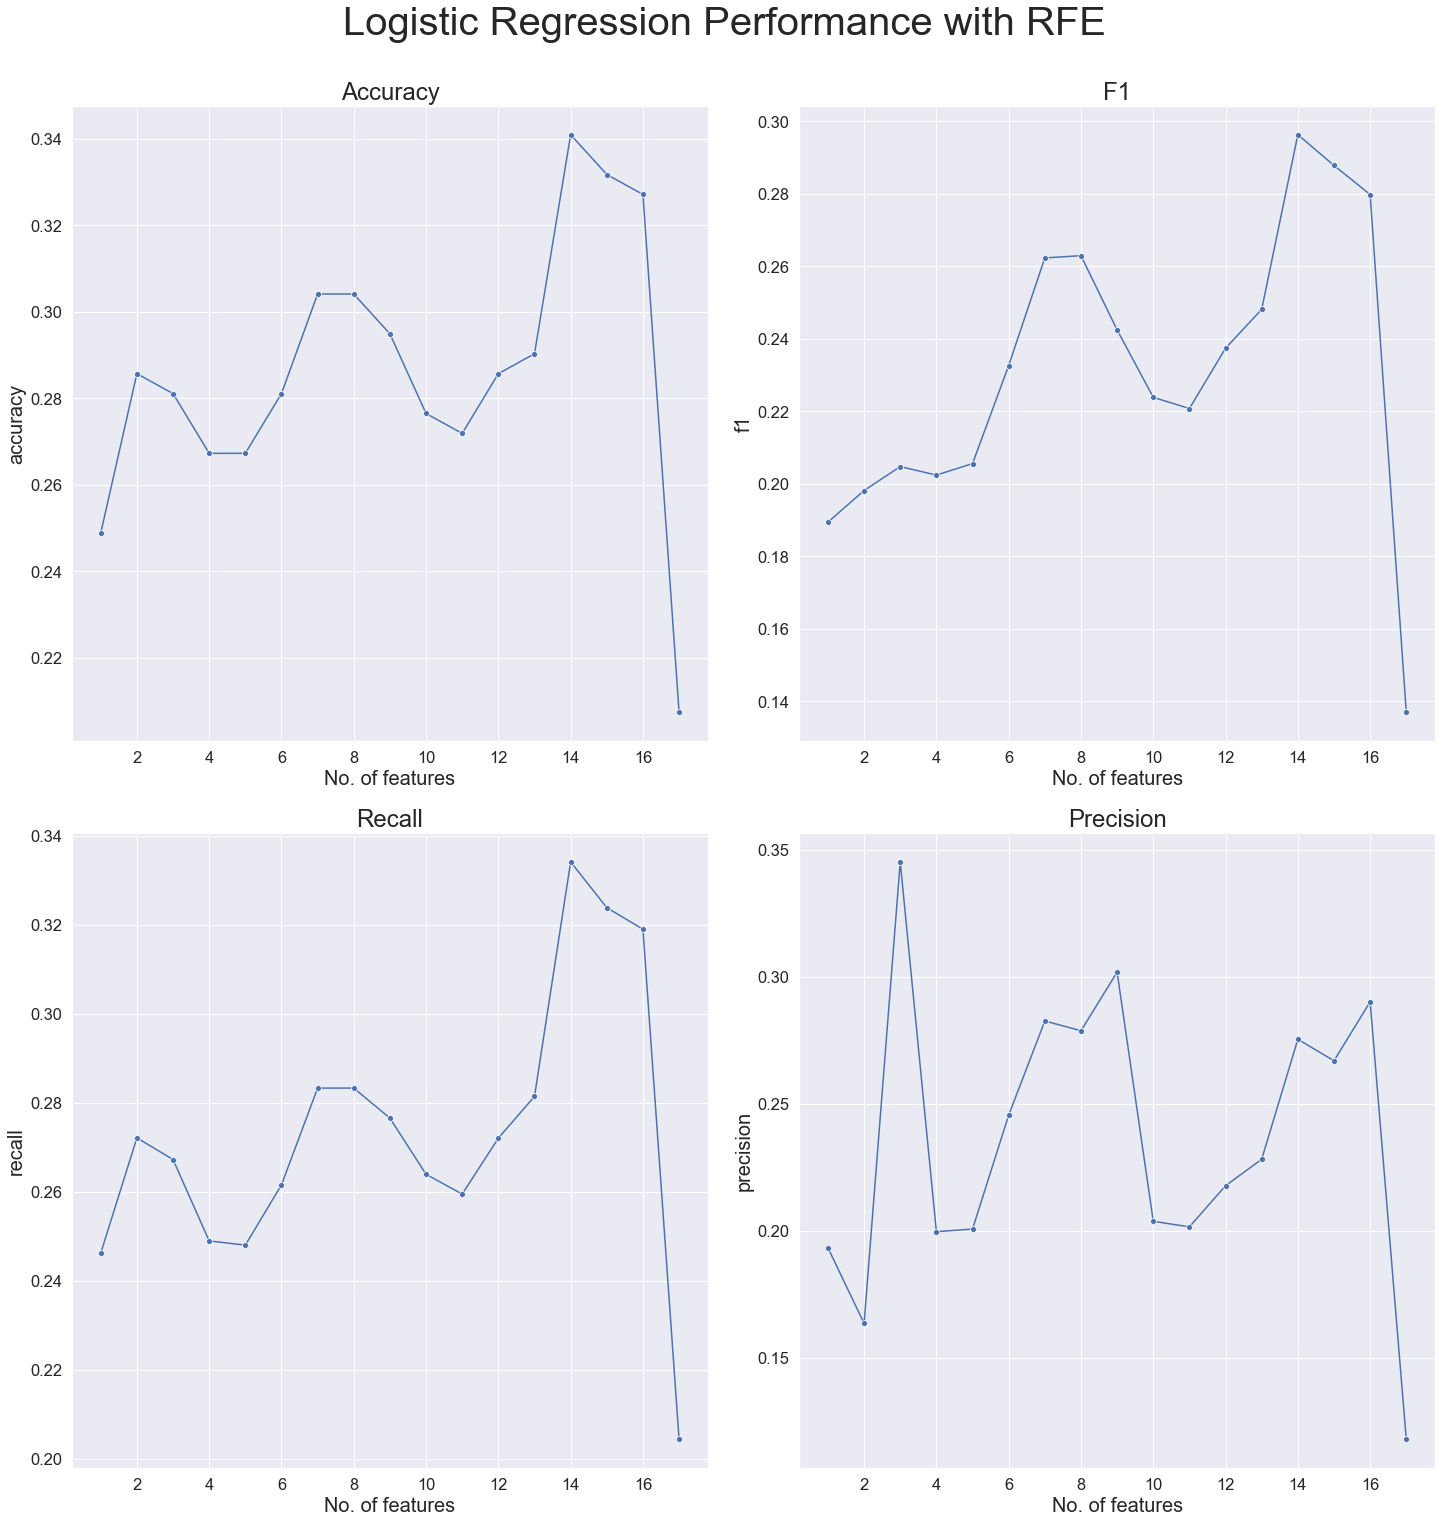 Logistic Regression Performance with RFE
Accuracy
0.34
0.32
0.30
0.28
0.26
0.24
0.22
accuracy
2 4 6 8 10 12 14 16
No. of features
F1
0.30
0.28
0.26
0.24
0.22
0.20
0.18
0.16
0.14
f1
2 4 6 8 10 12 14 16
No. of features
Recall
0.34
0.32
0.30
0.28
0.26
0.24
0.22
0.20
recall
2 4 6 8 10 12 14 16
No. of features
Precision
0.35
0.30
0.25
0.20
0.15
precision
2 4 6 8 10 12 14 16
No. of features